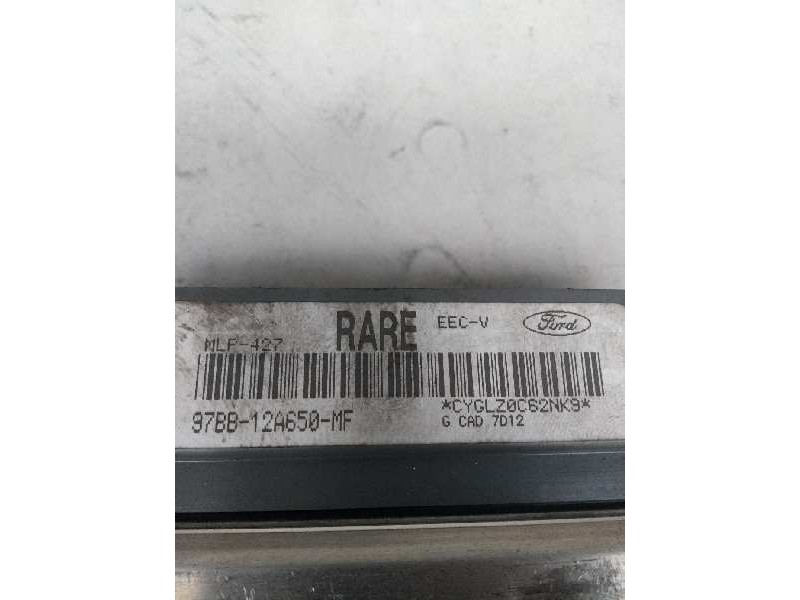 RARE EEC-V Ford
MLP-427
97BB-12A650-MF *CYGLZ0C62NK9*
G CAD 7D12